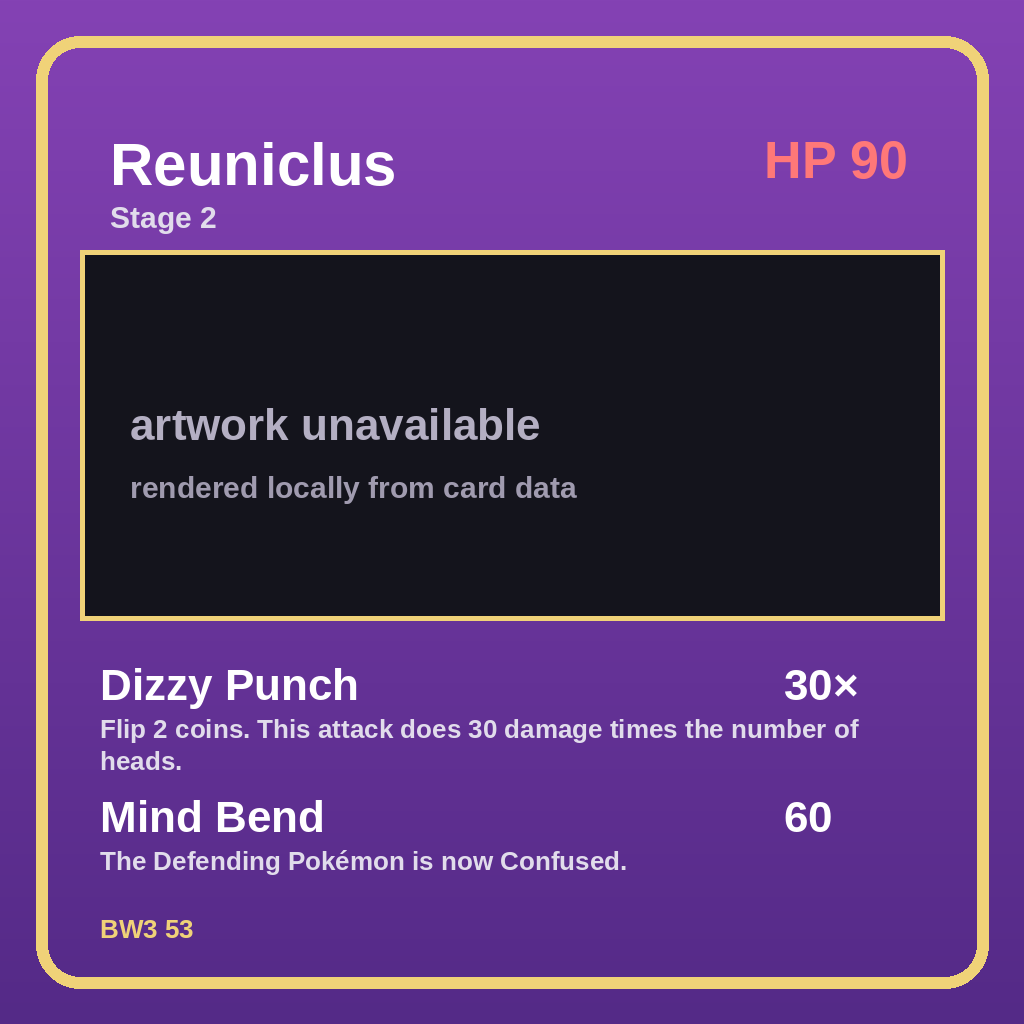 Reuniclus
HP 90
Stage 2
artwork unavailable
rendered locally from card data
Dizzy Punch
30×
Flip 2 coins. This attack does 30 damage times the number of
heads.
Mind Bend
60
The Defending Pokémon is now Confused.
BW3 53